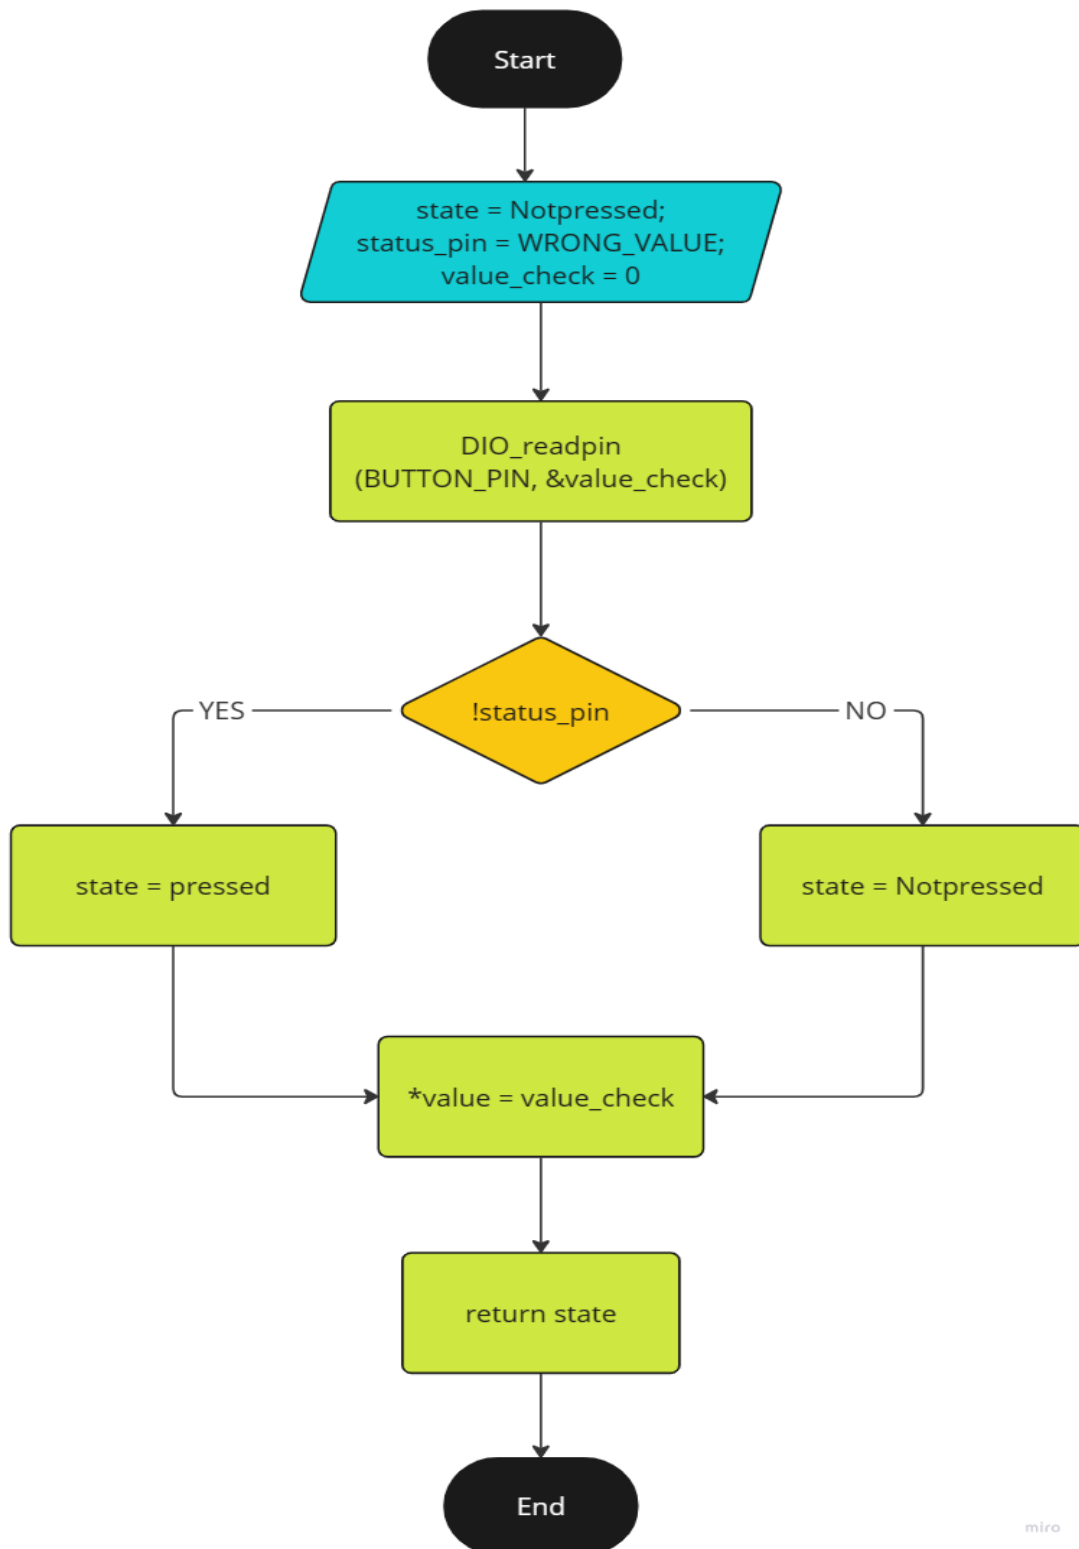 Start
state = Notpressed;
status_pin = WRONG_VALUE;
value_check = 0
DIO_readpin
(BUTTON_PIN, &value_check)
!status_pin
YES
NO
state = pressed
state = Notpressed
*value = value_check
return state
End
miro